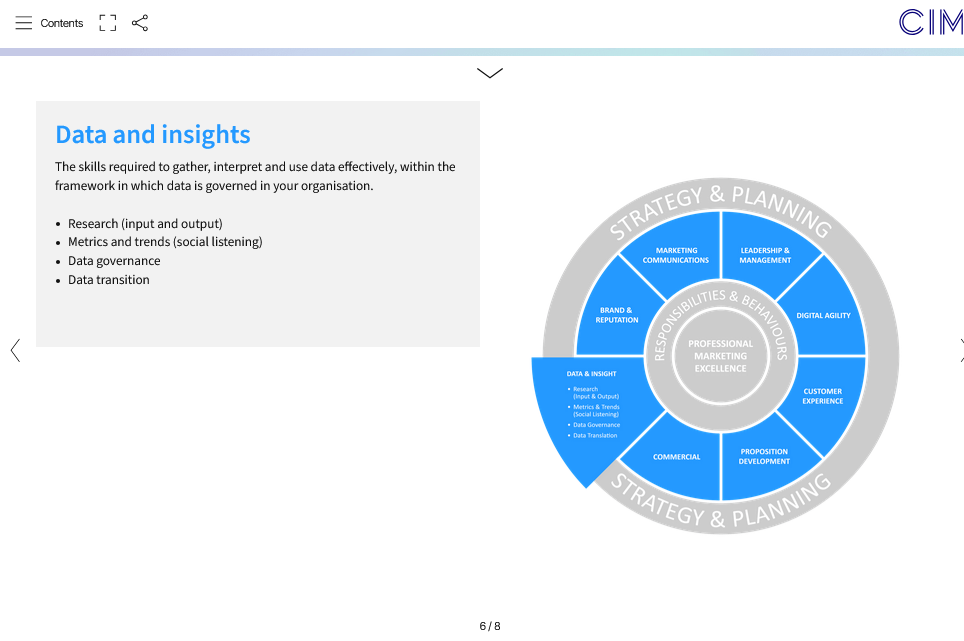 Contents
CIM
Data and insights
The skills required to gather, interpret and use data effectively, within the
framework in which data is governed in your organisation.
• Research (input and output)
• Metrics and trends (social listening)
• Data governance
• Data transition
STRATEGY & PLANNING
MARKETING
COMMUNICATIONS
LEADERSHIP &
MANAGEMENT
BRAND &
REPUTATION
DIGITAL AGILITY
RESPONSIBILITIES & BEHAVIOURS
PROFESSIONAL
MARKETING
EXCELLENCE
DATA & INSIGHT
• Research
(Input & Output)
• Metrics & Trends
(Social Listening)
• Data Governance
• Data Translation
CUSTOMER
EXPERIENCE
COMMERCIAL
PROPOSITION
DEVELOPMENT
STRATEGY & PLANNING
6 / 8